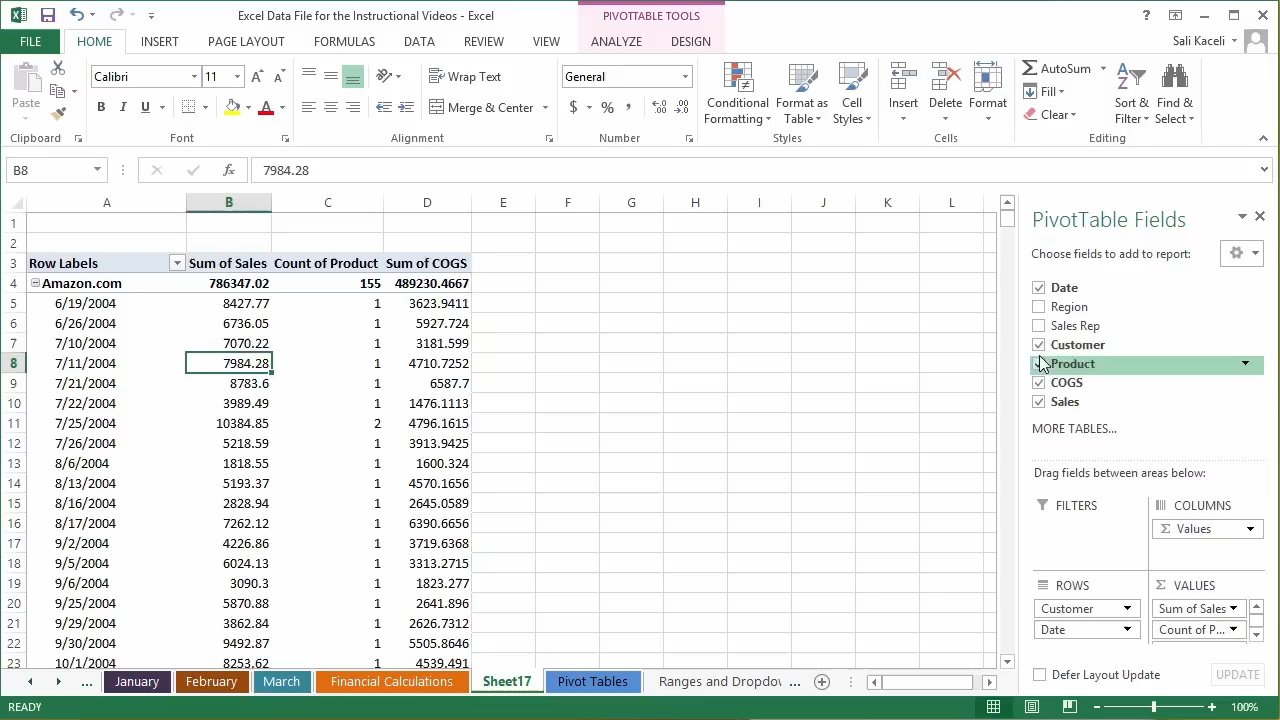 Excel Data File for the Instructional Videos - Excel
PIVOTTABLE TOOLS
?
FILE HOME INSERT PAGE LAYOUT FORMULAS DATA REVIEW VIEW ANALYZE DESIGN
Sali Kaceli
Paste
Clipboard
Calibri 11
B I U
Font
Wrap Text
Merge & Center
Alignment
General
$ % ,
Number
Conditional Formatting
Format as Table
Cell Styles
Styles
Insert
Delete
Format
Cells
AutoSum
Fill
Clear
Sort & Filter
Find & Select
Editing
B8 fx 7984.28
A B C D E F G H I J K L
1
2
3 Row Labels Sum of Sales Count of Product Sum of COGS
4 Amazon.com 786347.02 155 489230.4667
5 6/19/2004 8427.77 1 3623.9411
6 6/26/2004 6736.05 1 5927.724
7 7/10/2004 7070.22 1 3181.599
8 7/11/2004 7984.28 1 4710.7252
9 7/21/2004 8783.6 1 6587.7
10 7/22/2004 3989.49 1 1476.1113
11 7/25/2004 10384.85 2 4796.1615
12 7/26/2004 5218.59 1 3913.9425
13 8/6/2004 1818.55 1 1600.324
14 8/13/2004 5193.37 1 4570.1656
15 8/16/2004 2828.94 1 2645.0589
16 8/17/2004 7262.12 1 6390.6656
17 9/2/2004 4226.86 1 3719.6368
18 9/5/2004 6024.13 1 3313.2715
19 9/6/2004 3090.3 1 1823.277
20 9/25/2004 5870.88 1 2641.896
21 9/29/2004 3862.84 1 2626.7312
22 9/30/2004 9492.87 1 5505.8646
23 10/1/2004 8253.62 1 4539.491
PivotTable Fields
Choose fields to add to report:
Date
Region
Sales Rep
Customer
Product
COGS
Sales
MORE TABLES...
Drag fields between areas below:
FILTERS
COLUMNS
Σ Values
ROWS
Customer
Date
Σ VALUES
Sum of Sales
Count of P...
Defer Layout Update
UPDATE
... January February March Financial Calculations Sheet17 Pivot Tables Ranges and Dropdov ...
READY
100%